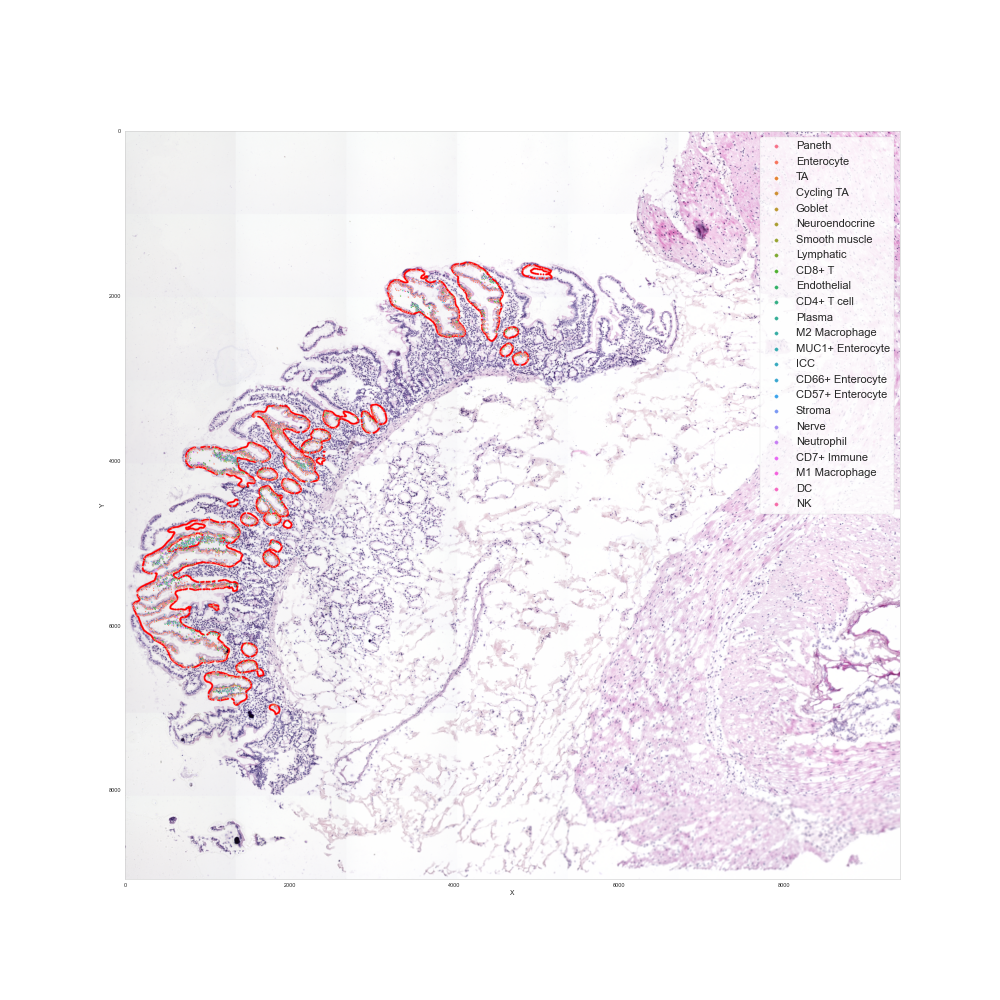 Paneth
Enterocyte
TA
Cycling TA
Goblet
Neuroendocrine
Smooth muscle
Lymphatic
CD8+ T
Endothelial
CD4+ T cell
Plasma
M2 Macrophage
MUC1+ Enterocyte
ICC
CD66+ Enterocyte
CD57+ Enterocyte
Stroma
Nerve
Neutrophil
CD7+ Immune
M1 Macrophage
DC
NK
0
2000
4000
Y
6000
8000
0 2000 4000 6000 8000
X